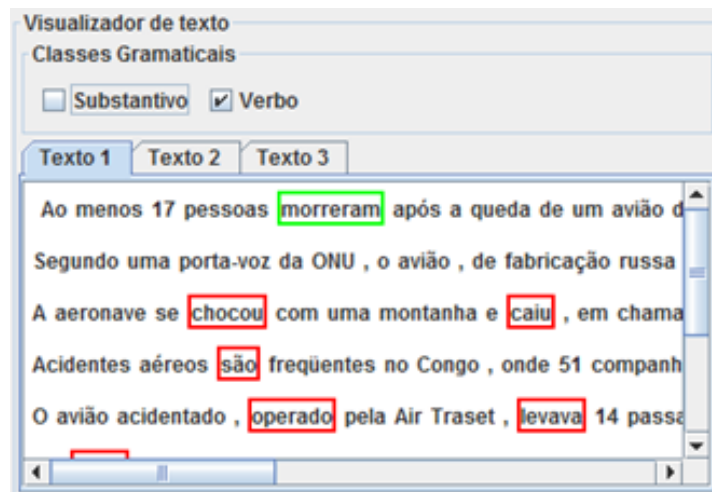 Visualizador de texto
Classes Gramaticais
Substantivo Verbo
Texto 1 Texto 2 Texto 3
Ao menos 17 pessoas morreram após a queda de um avião d
Segundo uma porta-voz da ONU , o avião , de fabricação russa
A aeronave se chocou com uma montanha e caiu , em chama
Acidentes aéreos são freqüentes no Congo , onde 51 companh
O avião acidentado , operado pela Air Traset , levava 14 passa